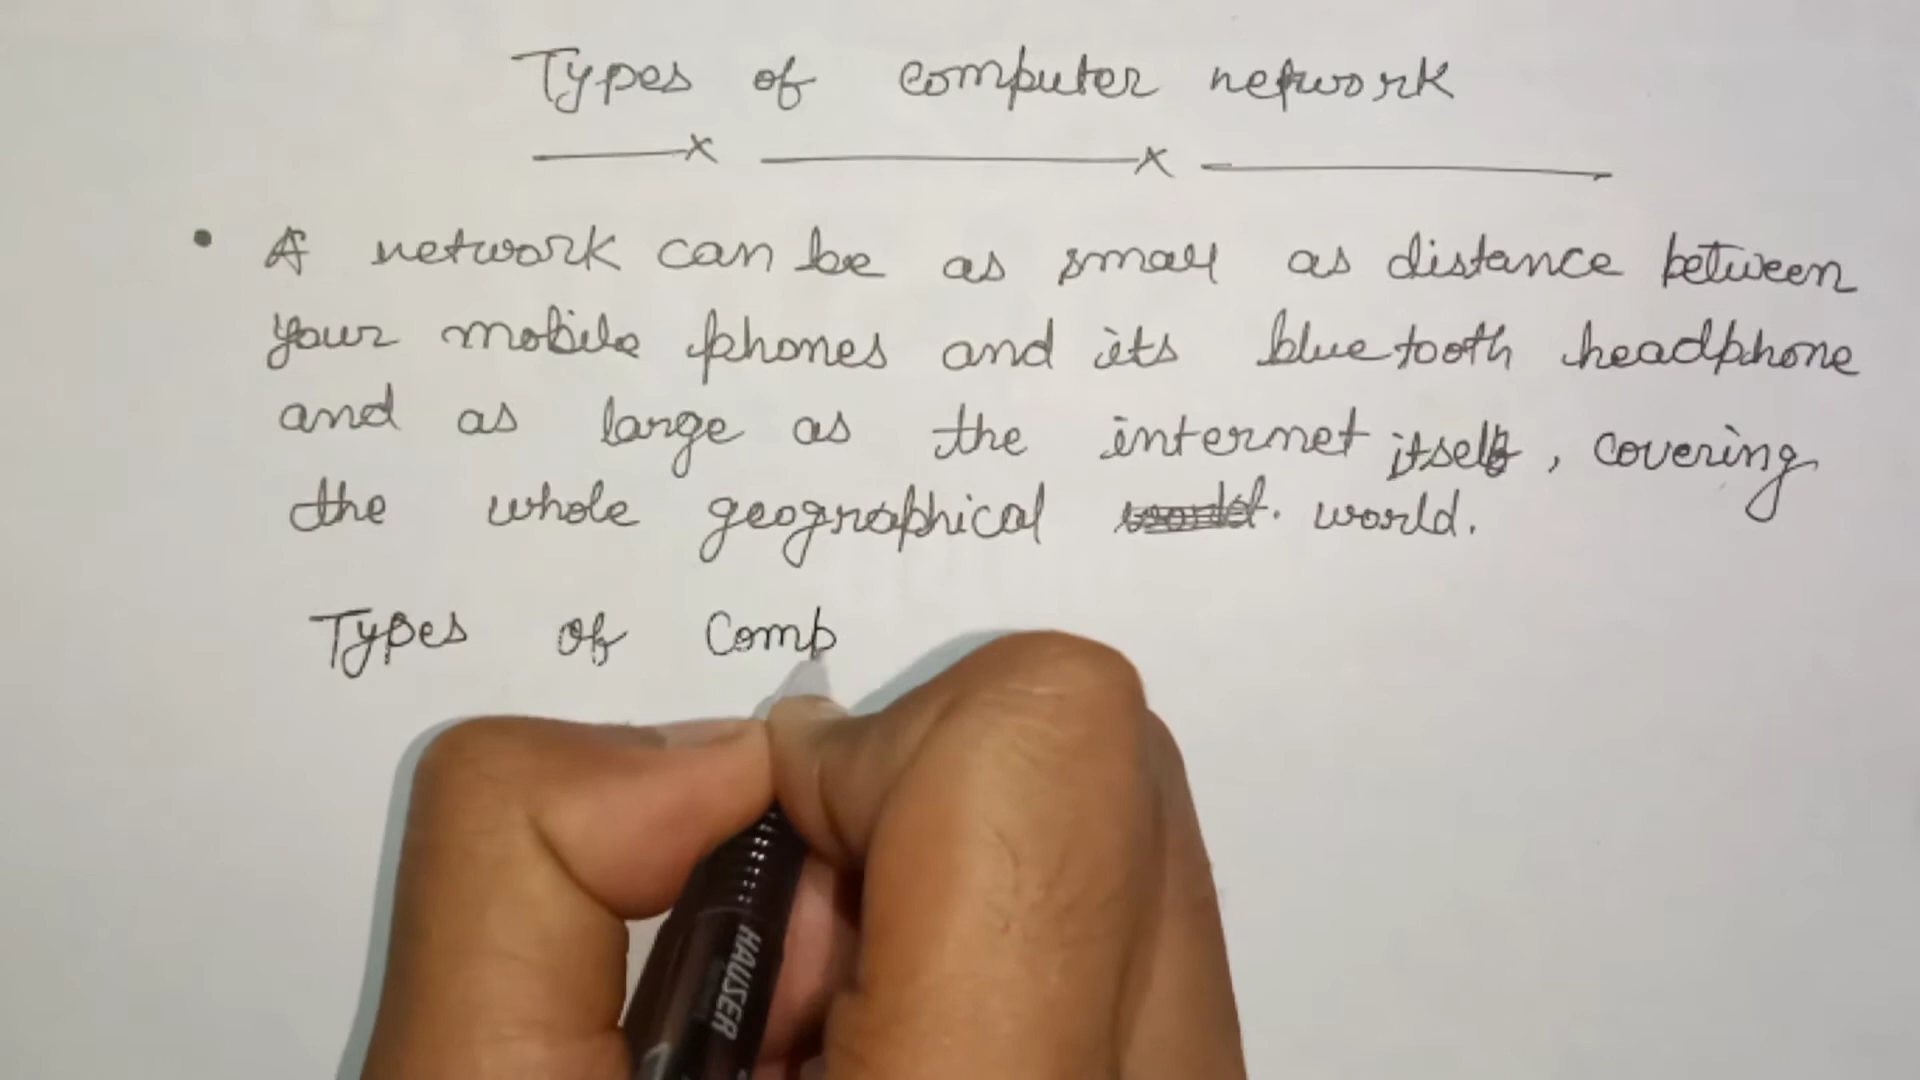 Types of computer network
A network can be as small as distance between
your mobile phones and its bluetooth headphone
and as large as the internet itself, covering
the whole geographical world.
Types of Comp
HAUSER